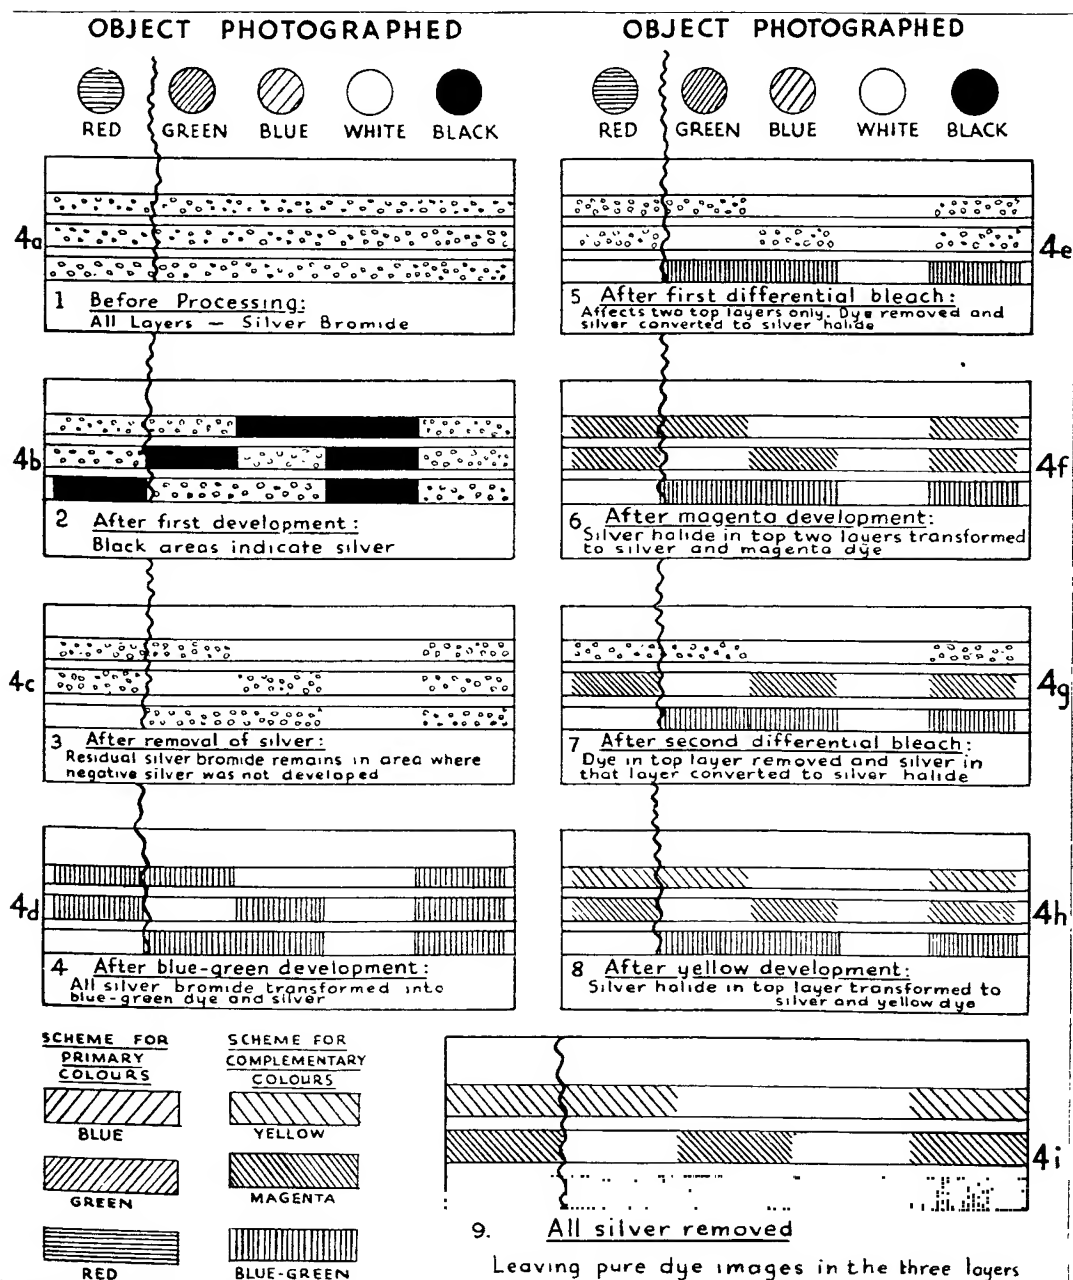 OBJECT PHOTOGRAPHED
RED GREEN BLUE WHITE BLACK
4a
1 Before Processing:
All Layers — Silver Bromide
4b
2 After first development:
Black areas indicate silver
4c
3 After removal of silver:
Residual silver bromide remains in area where
negative silver was not developed
4d
4 After blue-green development:
All silver bromide transformed into
blue-green dye and silver
OBJECT PHOTOGRAPHED
RED GREEN BLUE WHITE BLACK
4e
5 After first differential bleach:
Affects two top layers only. Dye removed and
silver converted to silver halide
4f
6 After magenta development:
Silver halide in top two layers transformed
to silver and magenta dye
4g
7 After second differential bleach:
Dye in top layer removed and silver in
that layer converted to silver halide
4h
8 After yellow development:
Silver halide in top layer transformed to
silver and yellow dye
SCHEME FOR
PRIMARY
COLOURS
BLUE
GREEN
RED
SCHEME FOR
COMPLEMENTARY
COLOURS
YELLOW
MAGENTA
BLUE-GREEN
4i
9. All silver removed
Leaving pure dye images in the three layers